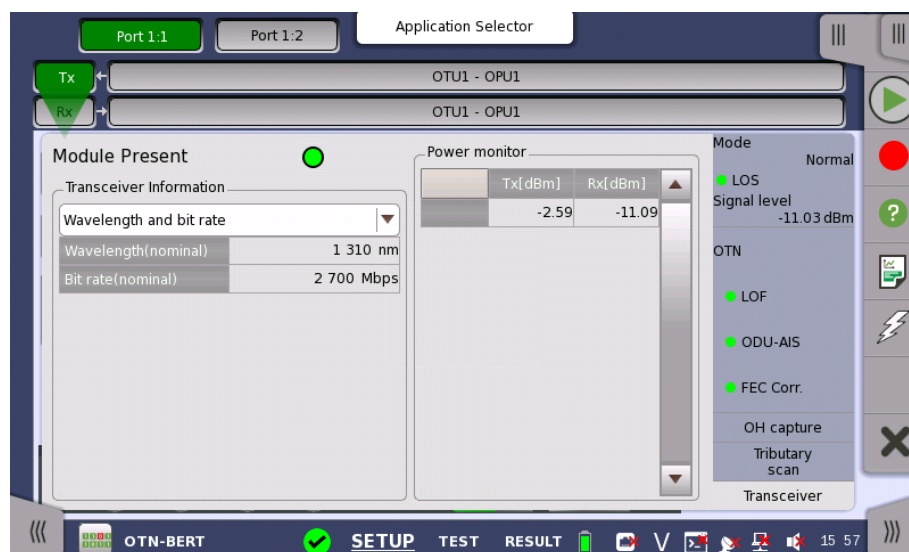 Port 1:1
Port 1:2
Application Selector
Tx
OTU1 - OPU1
Rx
OTU1 - OPU1
Module Present
Transceiver Information
Wavelength and bit rate
Wavelength(nominal) 1 310 nm
Bit rate(nominal) 2 700 Mbps
Power monitor
Tx[dBm] Rx[dBm]
-2.59 -11.09
Mode
Normal
LOS
Signal level
-11.03 dBm
OTN
LOF
ODU-AIS
FEC Corr.
OH capture
Tributary
scan
Transceiver
OTN-BERT SETUP TEST RESULT V 15 57